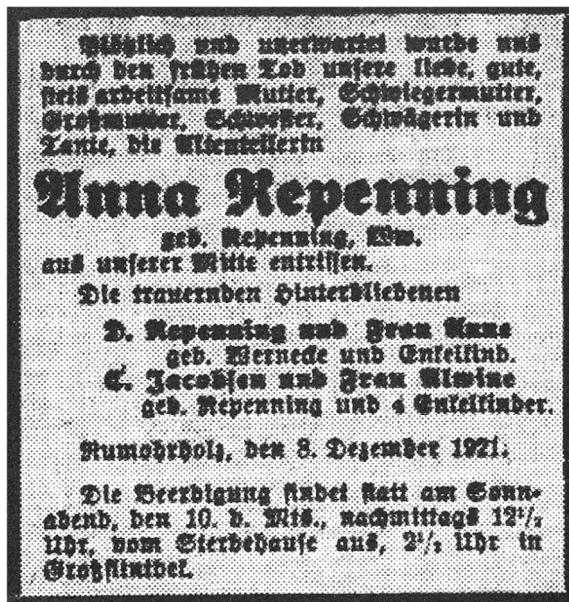 Plötzlich und unerwartet wurde uns
durch den frühen Tod unsere liebe, gute,
stets arbeitsame Mutter, Schwiegermutter,
Großmutter, Schwester, Schwägerin und
Tante, die Altenteilerin
Anna Repenning
geb. Repenning, Ww.
aus unserer Mitte entrissen.
Die trauernden Hinterbliebenen
D. Repenning und Frau Anne
geb. Wernecke und Enkelkind.
C. Jacobsen und Frau Alwine
geb. Repenning und 4 Enkelkinder.
Rumohrholz, den 8. Dezember 1921.
Die Beerdigung findet statt am Sonn-
abend, den 10. d. Mts., nachmittags 12¹/₂
Uhr, vom Sterbehause aus, 2¹/₂ Uhr in
Großflintbek.